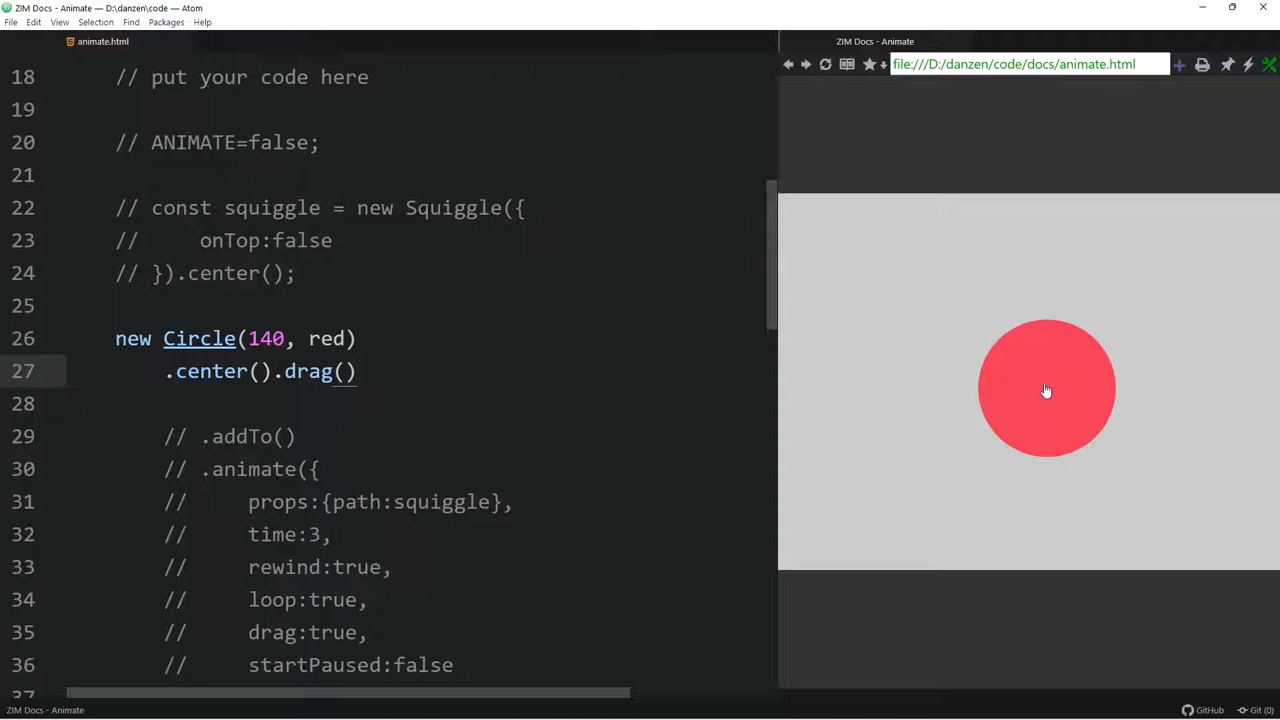 ZIM Docs - Animate — D:\danzen\code — Atom
File Edit View Selection Find Packages Help
animate.html
ZIM Docs - Animate
file:///D:/danzen/code/docs/animate.html
18 // put your code here
19
20 // ANIMATE=false;
21
22 // const squiggle = new Squiggle({
23 // onTop:false
24 // }).center();
25
26 new Circle(140, red)
27 .center().drag()
28
29 // .addTo()
30 // .animate({
31 // props:{path:squiggle},
32 // time:3,
33 // rewind:true,
34 // loop:true,
35 // drag:true,
36 // startPaused:false
37
ZIM Docs - Animate
GitHub Git (0)